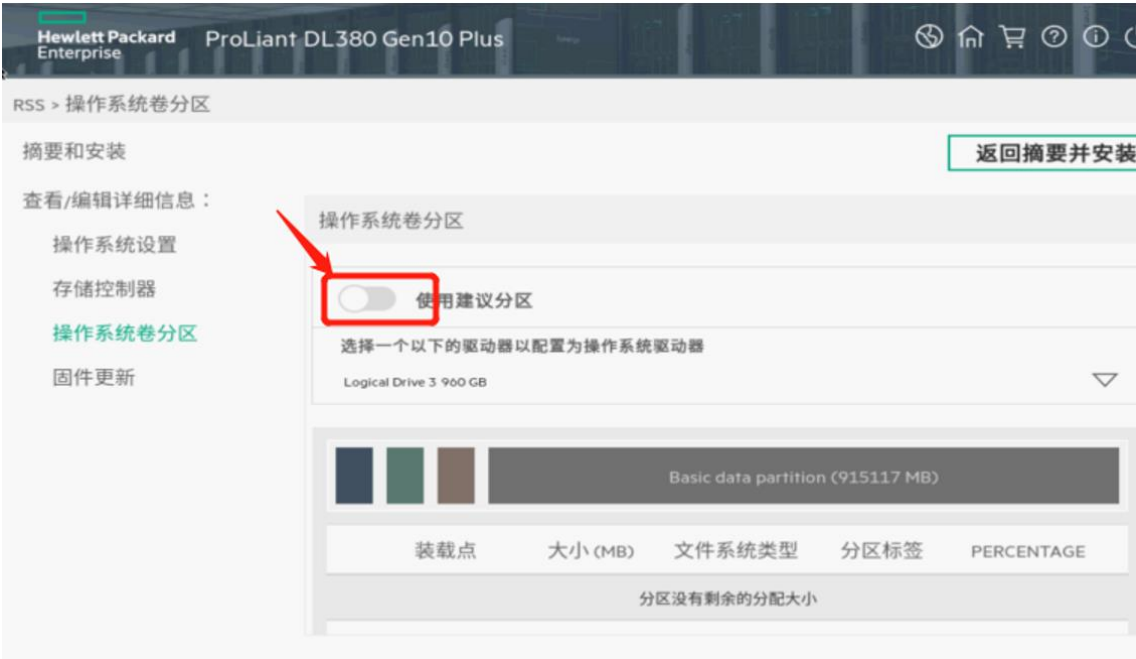 Hewlett Packard
Enterprise
ProLiant DL380 Gen10 Plus
RSS > 操作系统卷分区
摘要和安装
返回摘要并安装
查看/编辑详细信息：
操作系统设置
存储控制器
操作系统卷分区
固件更新
操作系统卷分区
使用建议分区
选择一个以下的驱动器以配置为操作系统驱动器
Logical Drive 3 960 GB
Basic data partition (915117 MB)
装载点 大小 (MB) 文件系统类型 分区标签 PERCENTAGE
分区没有剩余的分配大小